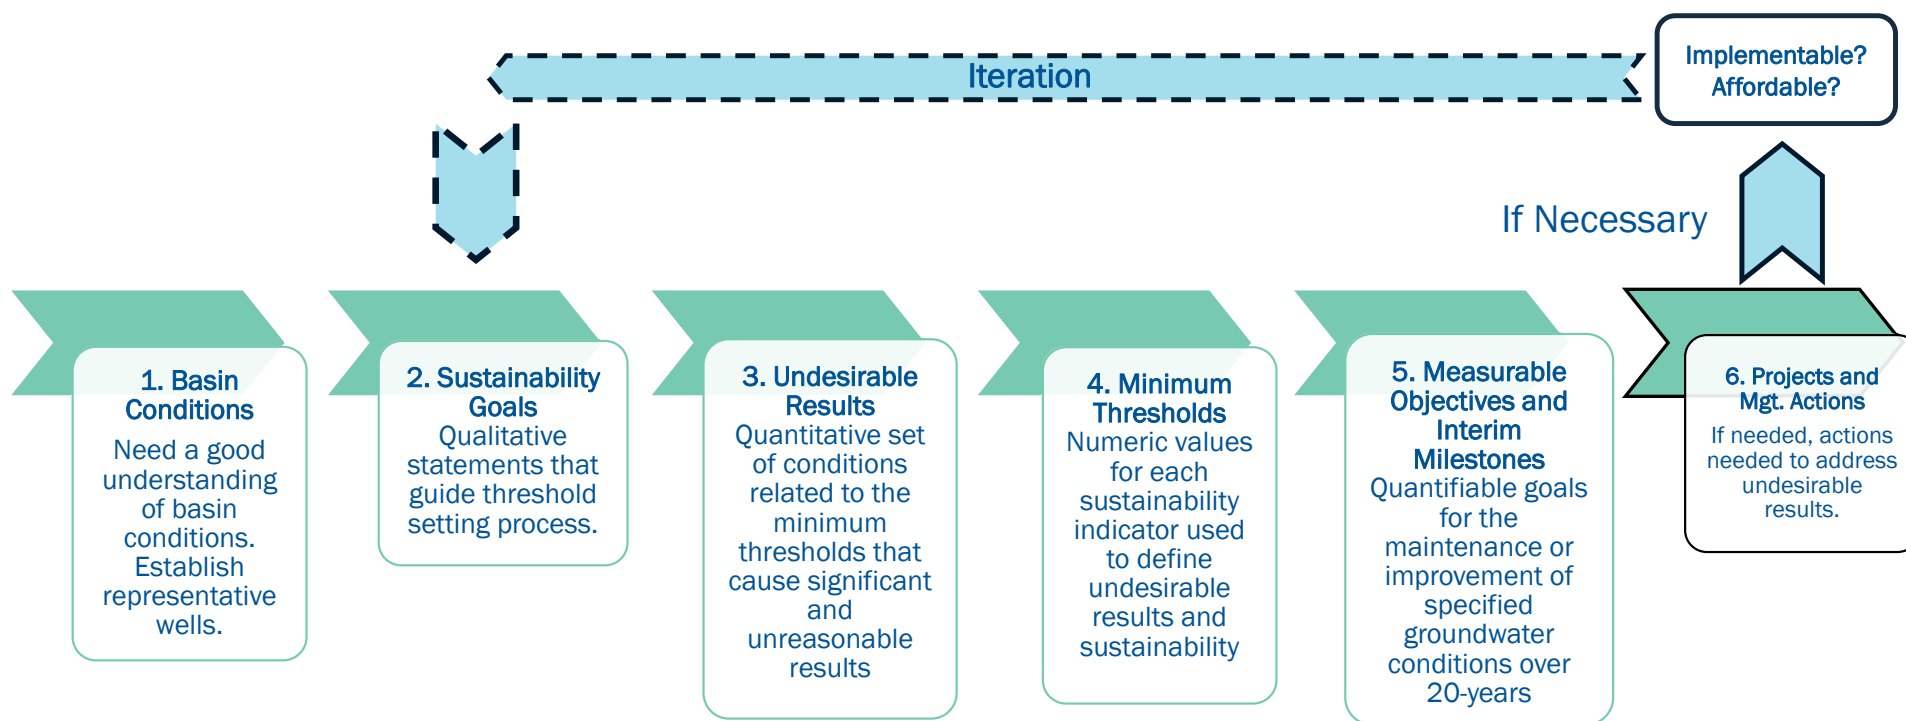 Implementable?
Affordable?
Iteration
If Necessary
1. Basin
Conditions
Need a good
understanding
of basin
conditions.
Establish
representative
wells.
2. Sustainability
Goals
Qualitative
statements that
guide threshold
setting process.
3. Undesirable
Results
Quantitative set
of conditions
related to the
minimum
thresholds that
cause significant
and
unreasonable
results
4. Minimum
Thresholds
Numeric values
for each
sustainability
indicator used
to define
undesirable
results and
sustainability
5. Measurable
Objectives and
Interim
Milestones
Quantifiable goals
for the
maintenance or
improvement of
specified
groundwater
conditions over
20-years
6. Projects and
Mgt. Actions
If needed, actions
needed to address
undesirable
results.